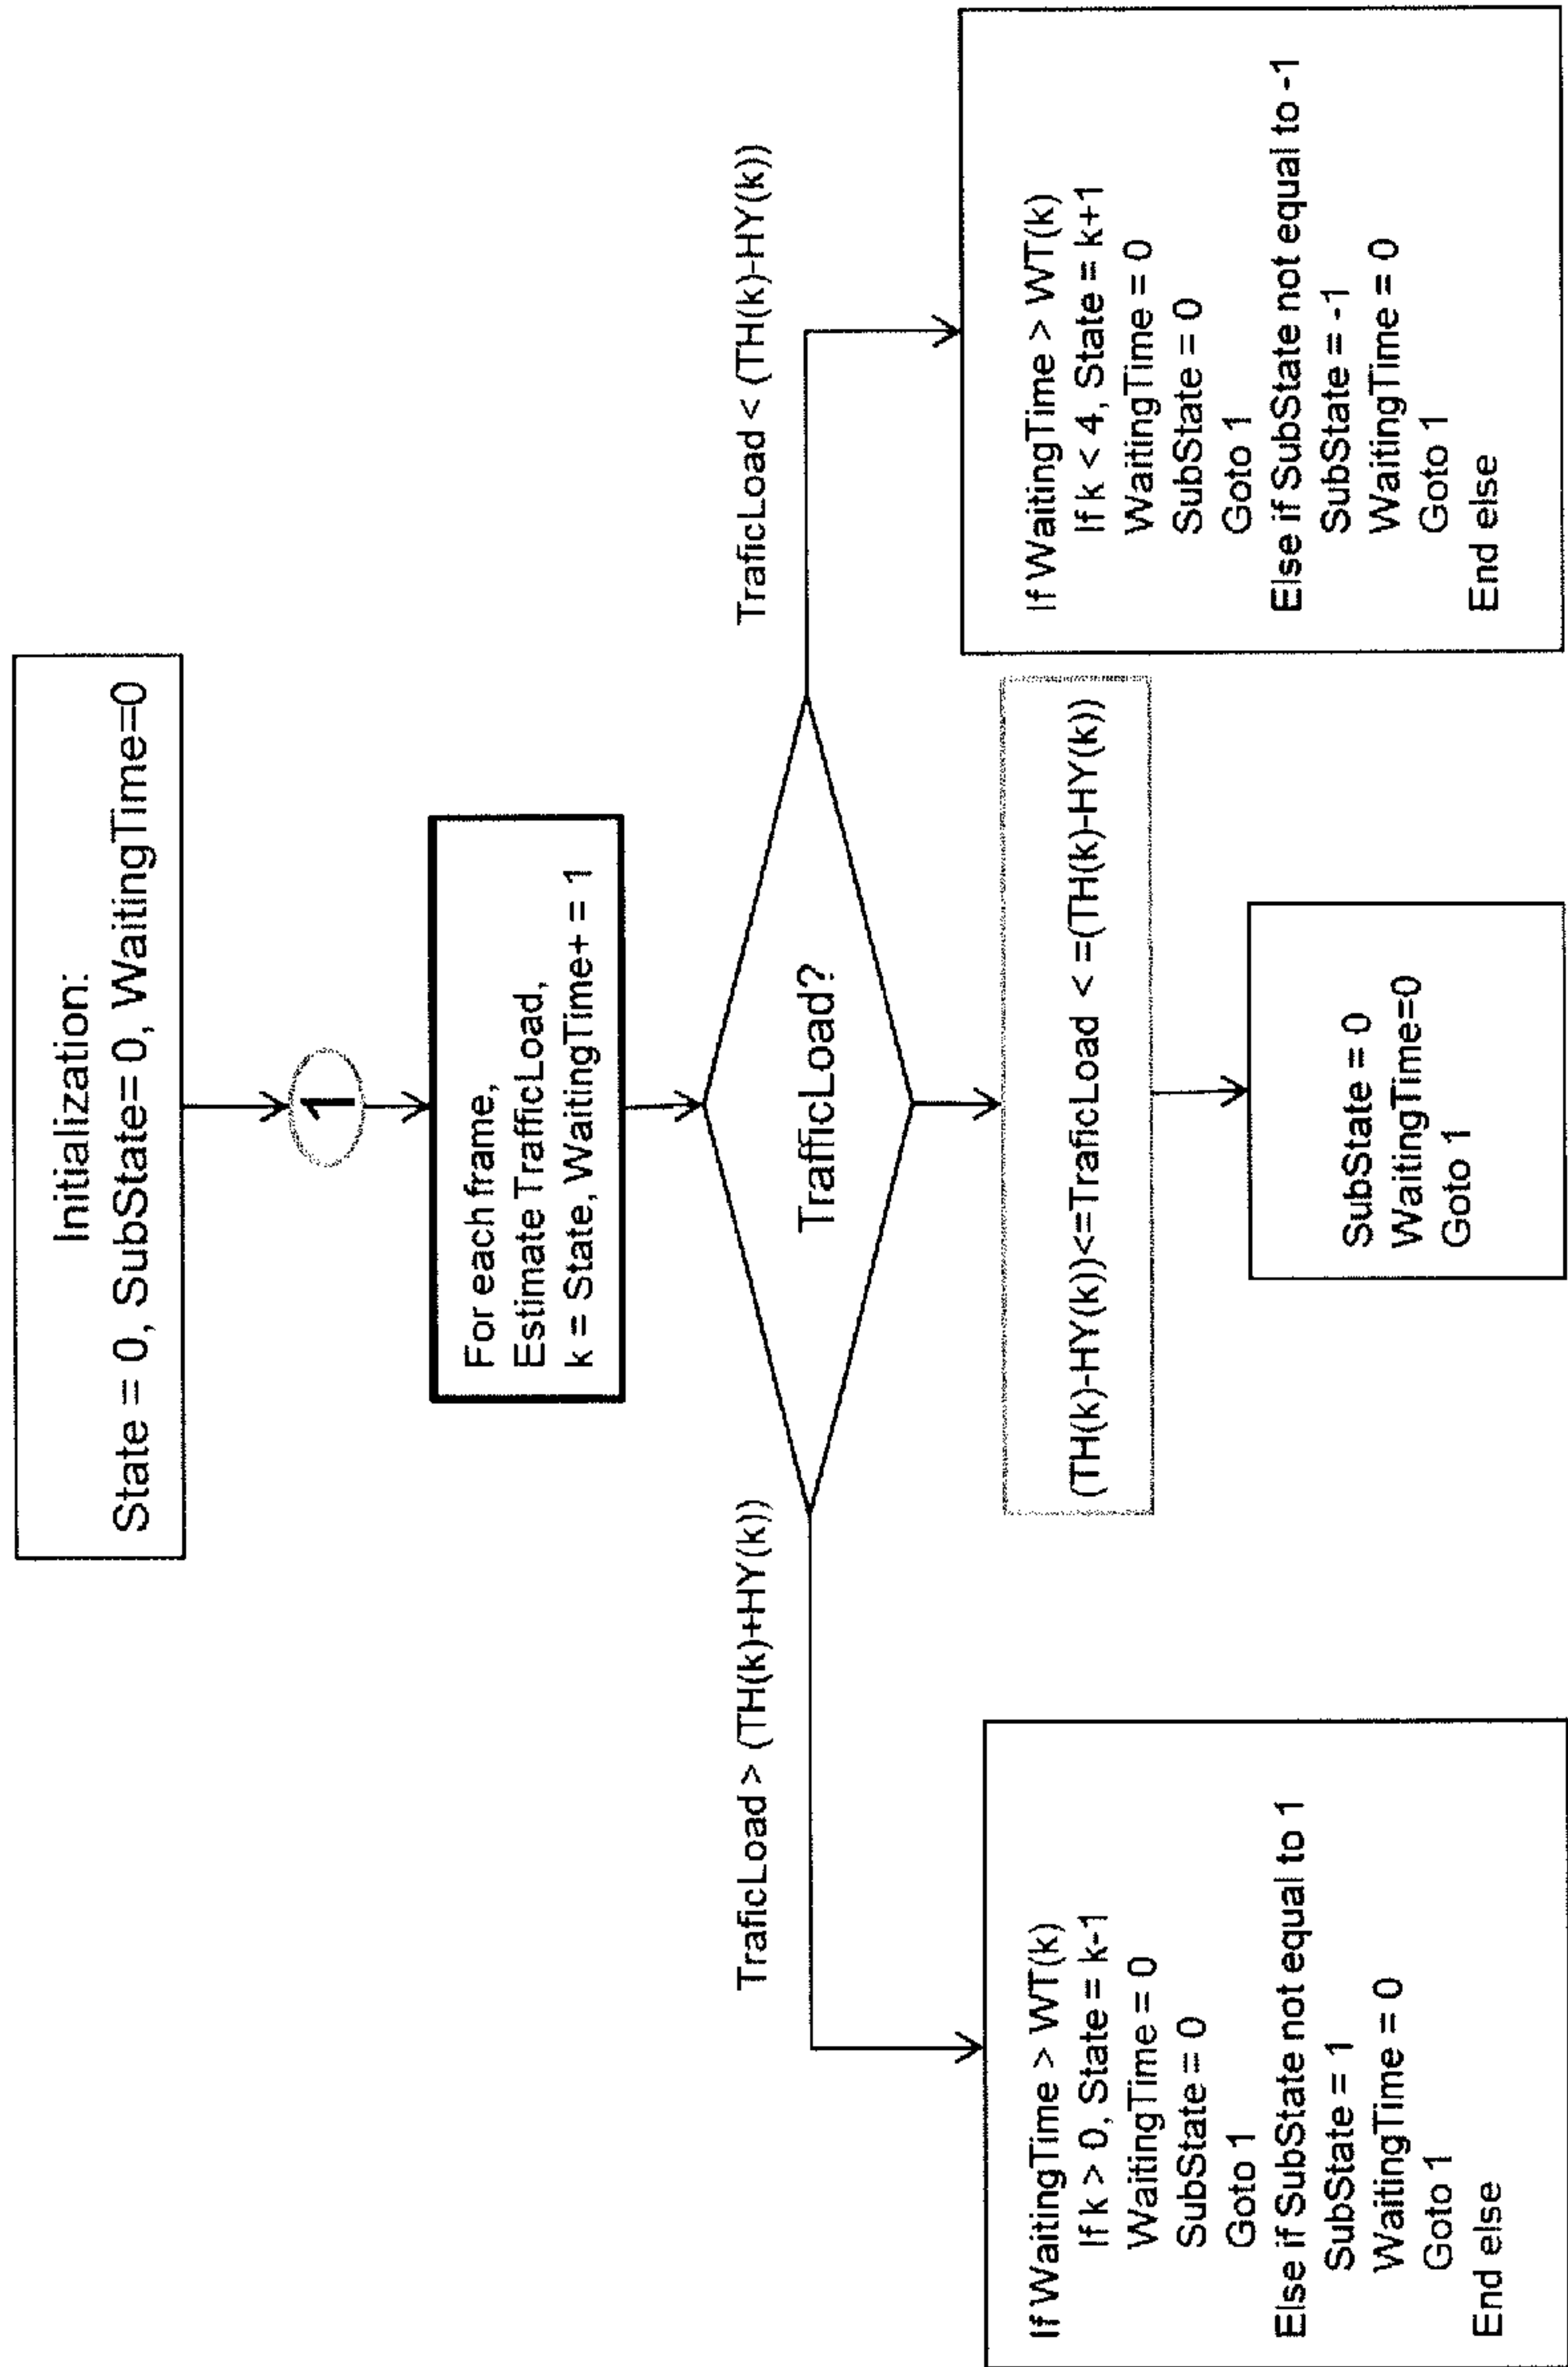 Initialization:
State = 0, SubState= 0, WaitingTime=0
1
For each frame,
Estimate TrafficLoad,
k = State, WaitingTime+ = 1
TrafficLoad?
TraficLoad > (TH(k)+HY(k))
TraficLoad < (TH(k)-HY(k))
(TH(k)-HY(k))<=TraficLoad < =(TH(k)-HY(k))
If WaitingTime > WT(k)
If k > 0, State = k-1
WaitingTime = 0
SubState = 0
Goto 1
Else if SubState not equal to 1
SubState = 1
WaitingTime = 0
Goto 1
End else
SubState = 0
WaitingTime=0
Goto 1
If WaitingTime > WT(k)
If k < 4, State = k+1
WaitingTime = 0
SubState = 0
Goto 1
Else if SubState not equal to -1
SubState = -1
WaitingTime = 0
Goto 1
End else